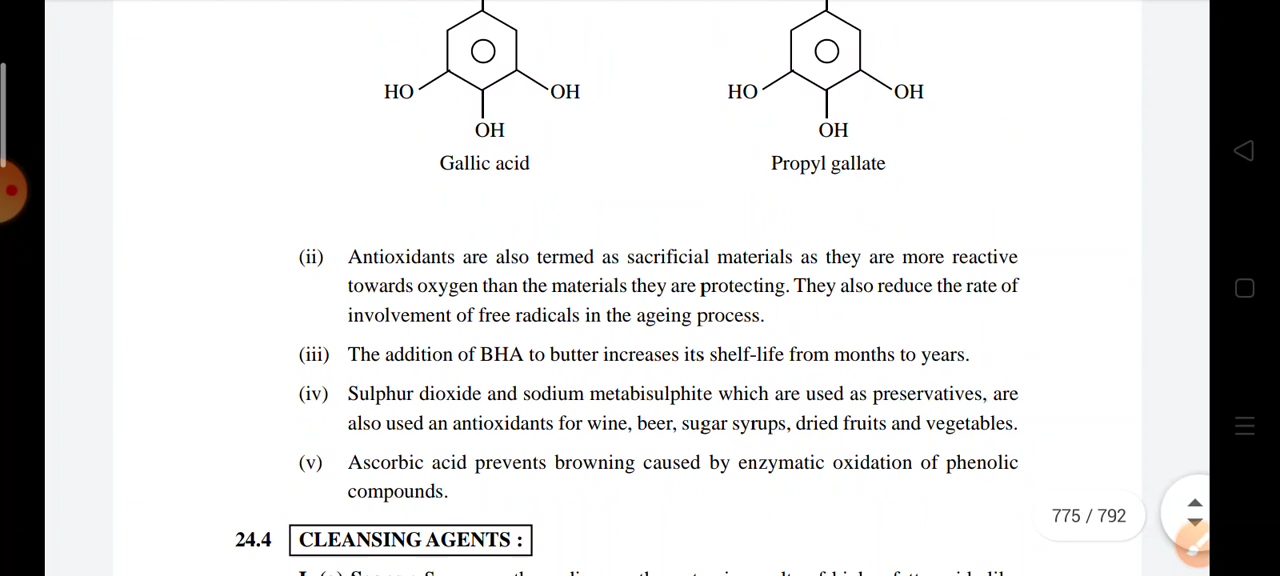 HO OH HO OH
OH OH
Gallic acid Propyl gallate
(ii) Antioxidants are also termed as sacrificial materials as they are more reactive
towards oxygen than the materials they are protecting. They also reduce the rate of
involvement of free radicals in the ageing process.
(iii) The addition of BHA to butter increases its shelf-life from months to years.
(iv) Sulphur dioxide and sodium metabisulphite which are used as preservatives, are
also used an antioxidants for wine, beer, sugar syrups, dried fruits and vegetables.
(v) Ascorbic acid prevents browning caused by enzymatic oxidation of phenolic
compounds.
775 / 792
24.4 CLEANSING AGENTS :